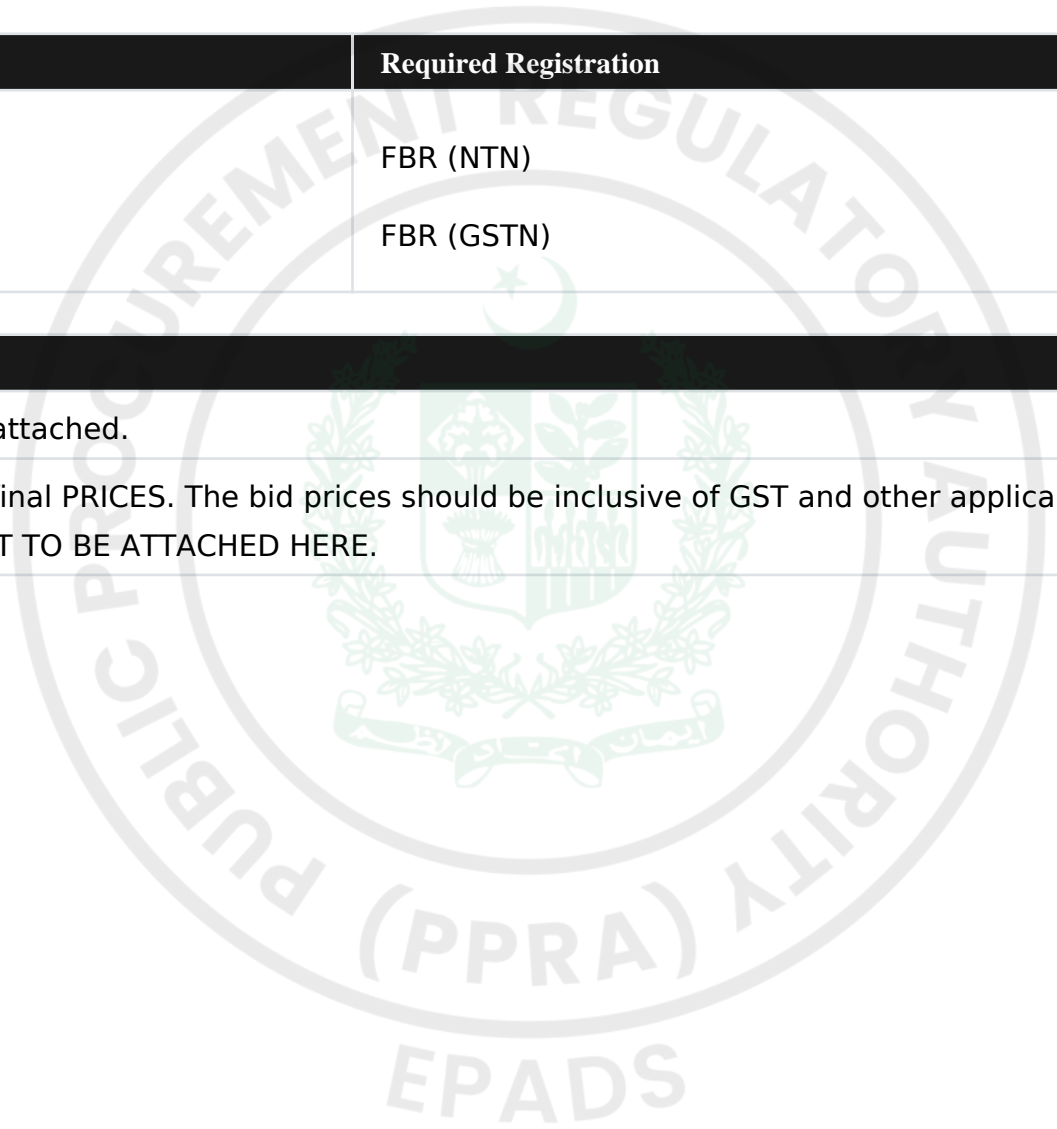 Required Registration
FBR (NTN)
FBR (GSTN)
attached.
inal PRICES. The bid prices should be inclusive of GST and other applica
T TO BE ATTACHED HERE.
PUBLIC PROCUREMENT REGULATORY AUTHORITY
(PPRA)
EPADS